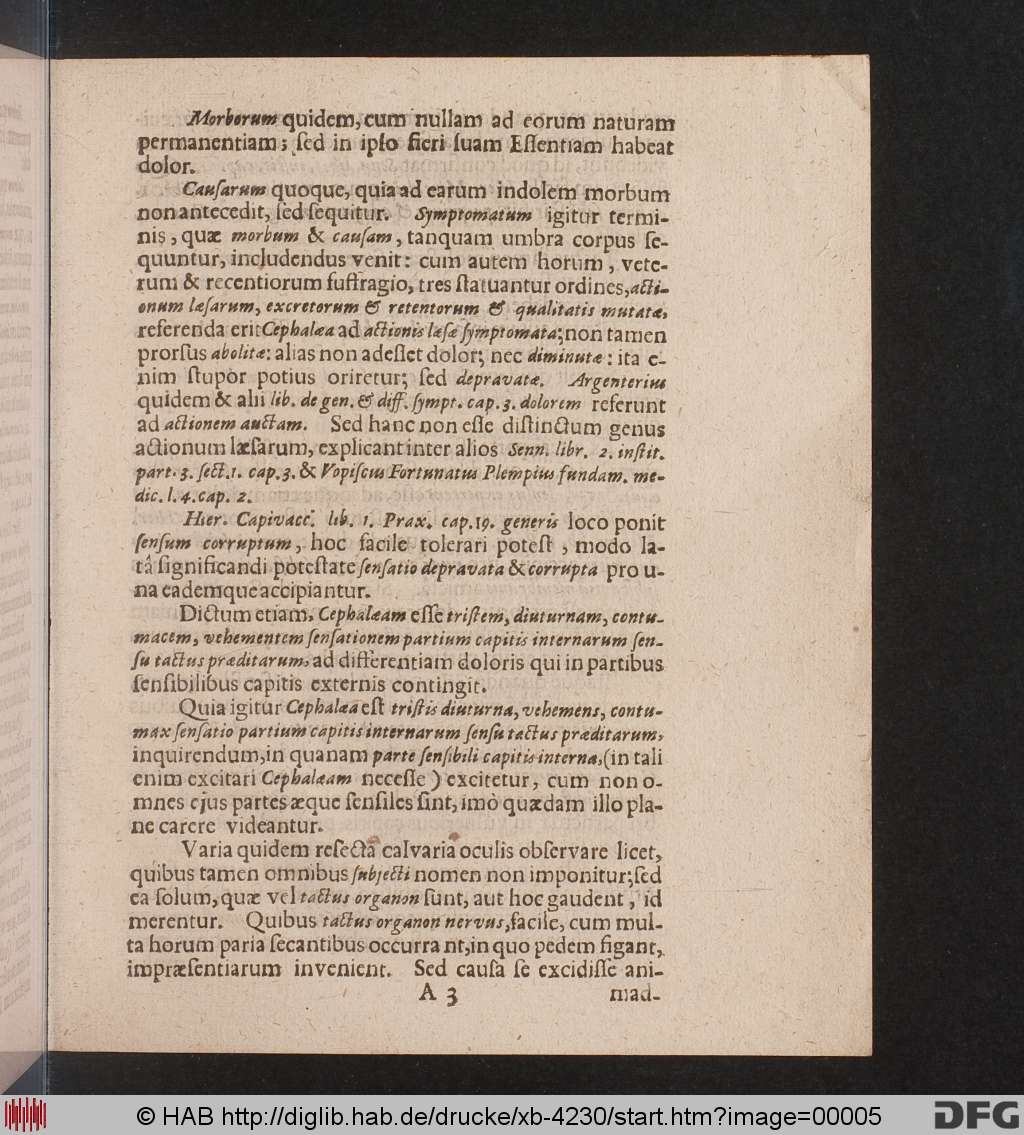 Morborum quidem, cum nullam ad eorum naturam
permanentiam; ſed in ipſo fieri ſuam Eſſentiam habeat
dolor.
Cauſarum quoque, quia ad earum indolem morbum
non antecedit, ſed ſequitur. Symptomatum igitur termi-
nis, quæ morbum & cauſam, tanquam umbra corpus ſe-
quuntur, includendus venit: cum autem horum, vete-
rum & recentiorum ſuffragio, tres ſtatuantur ordines, acti-
onum læſarum, excretorum & retentorum & qualitatis mutatæ,
referenda erit Cephalæa ad actionis læſæ ſymptomata; non tamen
prorſus abolitæ: alias non adeſſet dolor; nec diminutæ: ita e-
nim ſtupor potius oriretur; ſed depravatæ. Argenterius
quidem & alii lib. de gen. & diff. ſympt. cap. 3. dolorem referunt
ad actionem auctam. Sed hanc non eſſe diſtinctum genus
actionum læſarum, explicant inter alios Senn. libr. 2. inſtit.
part. 3. ſect. 1. cap. 3. & Vopiſcus Fortunatus Plempius fundam. me-
dic. l. 4. cap. 2.
Hier. Capivacc. lib. 1. Prax. cap. 19. generis loco ponit
ſenſum corruptum, hoc facile tolerari poteſt, modo la-
tâ ſignificandi poteſtate ſenſatio depravata & corrupta pro u-
na eademque accipiantur.
Dictum etiam, Cephalæam eſſe triſtem, diuturnam, contu-
macem, vehementem ſenſationem partium capitis internarum ſen-
ſu tactus præditarum, ad differentiam doloris qui in partibus
ſenſibilibus capitis externis contingit.
Quia igitur Cephalæa eſt triſtis diuturna, vehemens, contu-
max ſenſatio partium capitis internarum ſenſu tactus præditarum,
inquirendum, in quanam parte ſenſibili capitis interna, (in tali
enim excitari Cephalæam neceſſe) excitetur, cum non o-
mnes ejus partes æque ſenſiles ſint, imò quædam illo pla-
ne carere videantur.
Varia quidem reſectâ calvaria oculis obſervare licet,
quibus tamen omnibus ſubjecti nomen non imponitur; ſed
ea ſolum, quæ vel tactus organon ſunt, aut hoc gaudent, id
merentur. Quibus tactus organon nervus, facile, cum mul-
ta horum paria ſecantibus occurrant, in quo pedem figant,
impræſentiarum invenient. Sed cauſa ſe excidiſſe ani-
A 3 mad-
© HAB http://diglib.hab.de/drucke/xb-4230/start.htm?image=00005
DFG